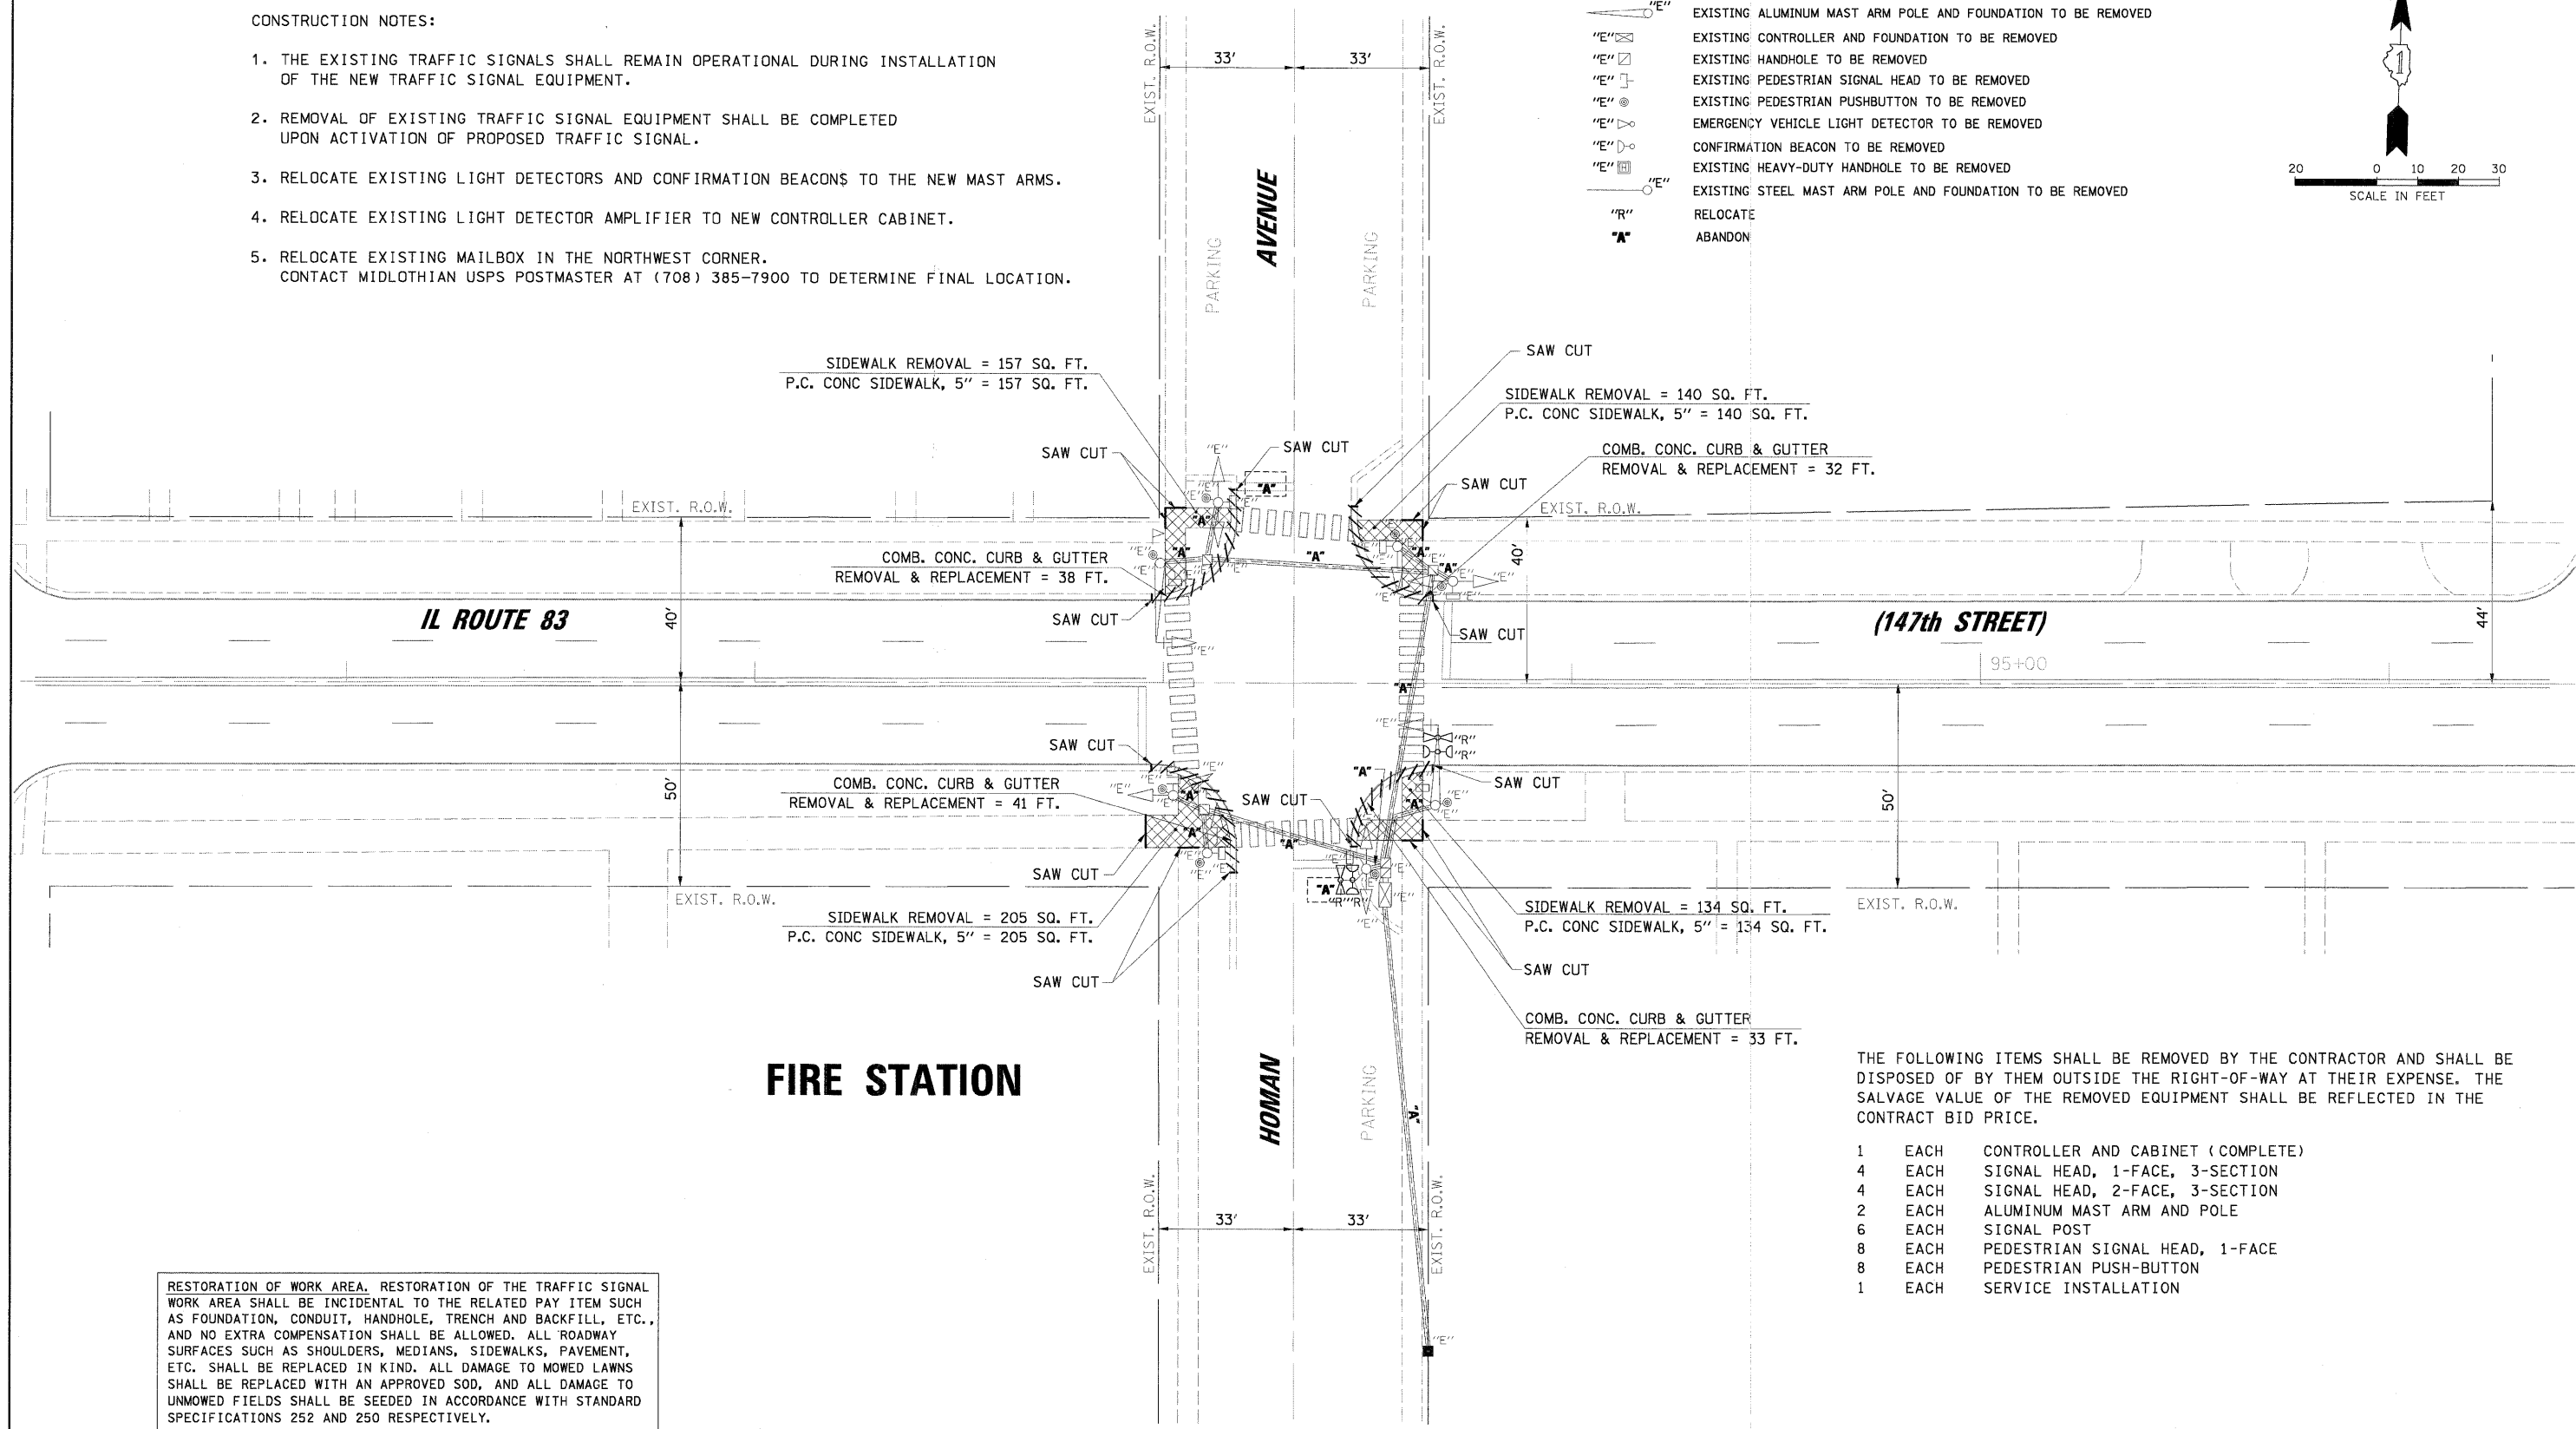 CONSTRUCTION NOTES:
1. THE EXISTING TRAFFIC SIGNALS SHALL REMAIN OPERATIONAL DURING INSTALLATION
OF THE NEW TRAFFIC SIGNAL EQUIPMENT.
2. REMOVAL OF EXISTING TRAFFIC SIGNAL EQUIPMENT SHALL BE COMPLETED
UPON ACTIVATION OF PROPOSED TRAFFIC SIGNAL.
3. RELOCATE EXISTING LIGHT DETECTORS AND CONFIRMATION BEACONS TO THE NEW MAST ARMS.
4. RELOCATE EXISTING LIGHT DETECTOR AMPLIFIER TO NEW CONTROLLER CABINET.
5. RELOCATE EXISTING MAILBOX IN THE NORTHWEST CORNER.
CONTACT MIDLOTHIAN USPS POSTMASTER AT (708) 385-7900 TO DETERMINE FINAL LOCATION.
"E" EXISTING ALUMINUM MAST ARM POLE AND FOUNDATION TO BE REMOVED
"E" EXISTING CONTROLLER AND FOUNDATION TO BE REMOVED
"E" EXISTING HANDHOLE TO BE REMOVED
"E" EXISTING PEDESTRIAN SIGNAL HEAD TO BE REMOVED
"E" EXISTING PEDESTRIAN PUSHBUTTON TO BE REMOVED
"E" EMERGENCY VEHICLE LIGHT DETECTOR TO BE REMOVED
"E" CONFIRMATION BEACON TO BE REMOVED
"E" H EXISTING HEAVY-DUTY HANDHOLE TO BE REMOVED
"E" EXISTING STEEL MAST ARM POLE AND FOUNDATION TO BE REMOVED
"R" RELOCATE
"A" ABANDON
1
20 0 10 20 30
SCALE IN FEET
EXIST. R.O.W.
33' 33'
EXIST. R.O.W.
PARKING
AVENUE
PARKING
SIDEWALK REMOVAL = 157 SQ. FT.
P.C. CONC SIDEWALK, 5" = 157 SQ. FT.
SAW CUT
SIDEWALK REMOVAL = 140 SQ. FT.
P.C. CONC SIDEWALK, 5" = 140 SQ. FT.
SAW CUT
SAW CUT
COMB. CONC. CURB & GUTTER
REMOVAL & REPLACEMENT = 32 FT.
SAW CUT
EXIST. R.O.W.
EXIST. R.O.W.
"E"
"A"
"E"
"E"
"E"
"A"
"E"
"A"
"A"
"A"
"A"
"E"
"E"
"E"
COMB. CONC. CURB & GUTTER
REMOVAL & REPLACEMENT = 38 FT.
40'
40'
44'
IL ROUTE 83
(147th STREET)
SAW CUT
SAW CUT
"E"
95+00
"A"
"E"
"R"
"R"
SAW CUT
SAW CUT
"A"
COMB. CONC. CURB & GUTTER
REMOVAL & REPLACEMENT = 41 FT.
50'
50'
"E"
"E"
"E"
"A"
SAW CUT
"A"
"E"
"E"
"A"
"A"
"E"
"E"
"E"
"E"
"E"
"A"
"R" "R"
"E"
"E"
SAW CUT
EXIST. R.O.W.
EXIST. R.O.W.
SIDEWALK REMOVAL = 205 SQ. FT.
P.C. CONC SIDEWALK, 5" = 205 SQ. FT.
SIDEWALK REMOVAL = 134 SQ. FT.
P.C. CONC SIDEWALK, 5" = 134 SQ. FT.
SAW CUT
SAW CUT
COMB. CONC. CURB & GUTTER
REMOVAL & REPLACEMENT = 33 FT.
FIRE STATION
HOMAN
PARKING
"A"
EXIST. R.O.W.
33' 33'
EXIST. R.O.W.
"E"
THE FOLLOWING ITEMS SHALL BE REMOVED BY THE CONTRACTOR AND SHALL BE
DISPOSED OF BY THEM OUTSIDE THE RIGHT-OF-WAY AT THEIR EXPENSE. THE
SALVAGE VALUE OF THE REMOVED EQUIPMENT SHALL BE REFLECTED IN THE
CONTRACT BID PRICE.
1 EACH CONTROLLER AND CABINET (COMPLETE)
4 EACH SIGNAL HEAD, 1-FACE, 3-SECTION
4 EACH SIGNAL HEAD, 2-FACE, 3-SECTION
2 EACH ALUMINUM MAST ARM AND POLE
6 EACH SIGNAL POST
8 EACH PEDESTRIAN SIGNAL HEAD, 1-FACE
8 EACH PEDESTRIAN PUSH-BUTTON
1 EACH SERVICE INSTALLATION
RESTORATION OF WORK AREA. RESTORATION OF THE TRAFFIC SIGNAL
WORK AREA SHALL BE INCIDENTAL TO THE RELATED PAY ITEM SUCH
AS FOUNDATION, CONDUIT, HANDHOLE, TRENCH AND BACKFILL, ETC.,
AND NO EXTRA COMPENSATION SHALL BE ALLOWED. ALL ROADWAY
SURFACES SUCH AS SHOULDERS, MEDIANS, SIDEWALKS, PAVEMENT,
ETC. SHALL BE REPLACED IN KIND. ALL DAMAGE TO MOWED LAWNS
SHALL BE REPLACED WITH AN APPROVED SOD, AND ALL DAMAGE TO
UNMOWED FIELDS SHALL BE SEEDED IN ACCORDANCE WITH STANDARD
SPECIFICATIONS 252 AND 250 RESPECTIVELY.